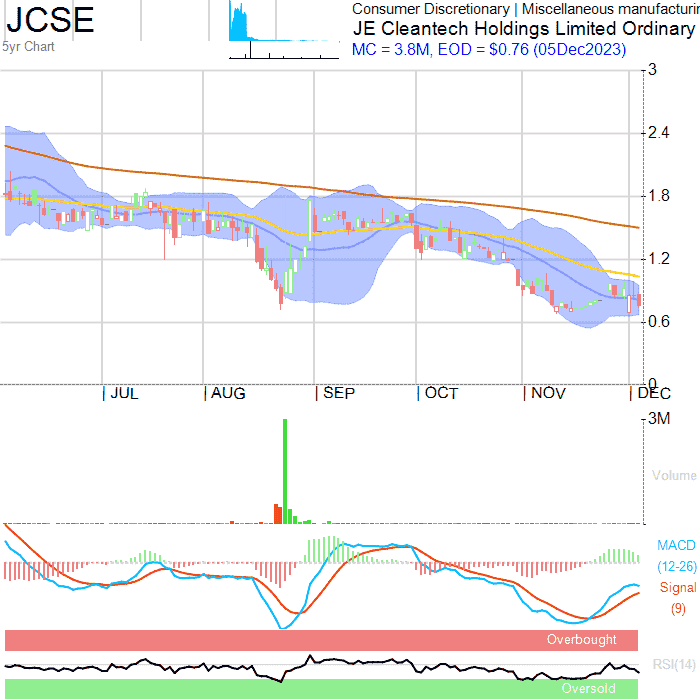 JCSE
5yr Chart
Consumer Discretionary | Miscellaneous manufacturin
JE Cleantech Holdings Limited Ordinary
MC = 3.8M, EOD = $0.76 (05Dec2023)
3
2.4
1.8
1.2
0.6
0
JUL AUG SEP OCT NOV DEC
3M
Volume
MACD
(12-26)
Signal
(9)
Overbought
RSI(14)
Oversold